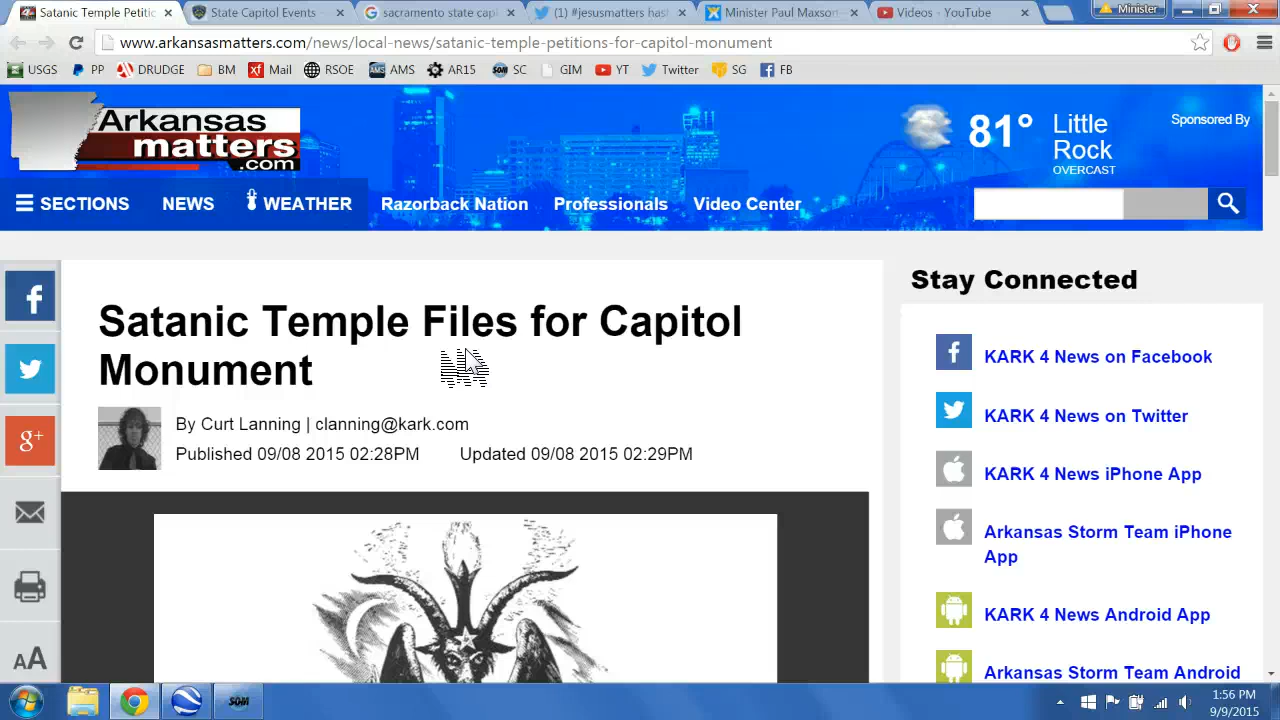 Satanic Temple Petiti
State Capitol Events
sacramento state capi
(1) #jesusmatters hast
Minister Paul Maxson
Videos - YouTube
Minister
www.arkansasmatters.com/news/local-news/satanic-temple-petitions-for-capitol-monument
USGS PP DRUDGE BM Mail RSOE AMS AR15 SC GIM YT Twitter SG FB
Arkansas
matters
.com
81° Little Rock
OVERCAST
Sponsored By
SECTIONS NEWS WEATHER Razorback Nation Professionals Video Center
Satanic Temple Files for Capitol
Monument
By Curt Lanning | clanning@kark.com
Published 09/08 2015 02:28PM Updated 09/08 2015 02:29PM
AA
Stay Connected
KARK 4 News on Facebook
KARK 4 News on Twitter
KARK 4 News iPhone App
Arkansas Storm Team iPhone
App
KARK 4 News Android App
Arkansas Storm Team Android
SQM
1:56 PM
9/9/2015